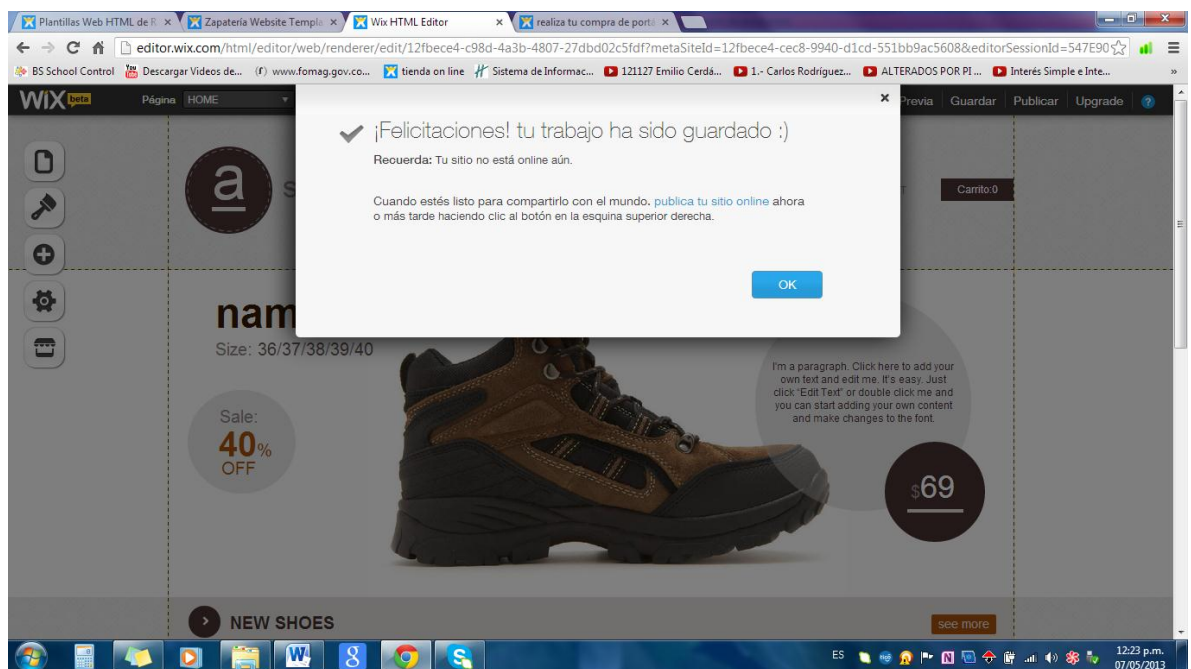 Plantillas Web HTML de R
Zapatería Website Templa
Wix HTML Editor
realiza tu compra de porta
editor.wix.com/html/editor/web/renderer/edit/12fbece4-c98d-4a3b-4807-27dbd02c5fdf?metaSiteId=12fbece4-cec8-9940-d1cd-551bb9ac5608&editorSessionId=547E90
BS School Control
Descargar Videos de...
www.fomag.gov.co...
tienda on line
Sistema de Informac...
121127 Emilio Cerdá...
1.- Carlos Rodríguez...
ALTERADOS POR PI ...
Interés Simple e Inte...
WiX beta
Página
HOME
Previa
Guardar
Publicar
Upgrade
¡Felicitaciones! tu trabajo ha sido guardado :)
Recuerda: Tu sitio no está online aún.
Cuando estés listo para compartirlo con el mundo, publica tu sitio online ahora
o más tarde haciendo clic al botón en la esquina superior derecha.
OK
a
S
Carrito:0
nam
Size: 36/37/38/39/40
Sale:
40%
OFF
I'm a paragraph. Click here to add your
own text and edit me. It's easy. Just
click "Edit Text" or double click me and
you can start adding your own content
and make changes to the font.
$69
NEW SHOES
see more
ES
12:23 p.m.
07/05/2013